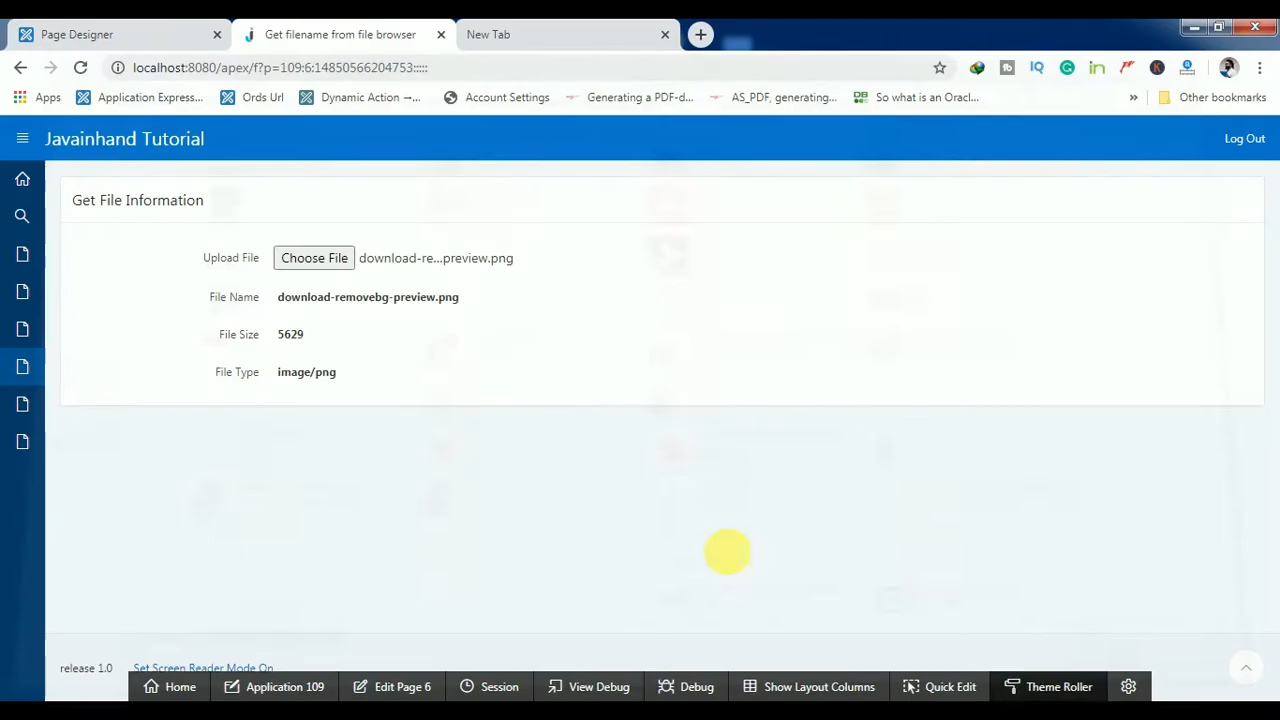 Page Designer
Get filename from file browser
New Tab
localhost:8080/apex/f?p=109:6:14850566204753:::::
Apps
Application Express...
Ords Url
Dynamic Action →...
Account Settings
Generating a PDF-d...
AS_PDF, generating...
So what is an Oracl...
»
Other bookmarks
Javainhand Tutorial
Log Out
Get File Information
Upload File Choose File download-re...preview.png
File Name download-removebg-preview.png
File Size 5629
File Type image/png
release 1.0 Set Screen Reader Mode On
Home
Application 109
Edit Page 6
Session
View Debug
Debug
Show Layout Columns
Quick Edit
Theme Roller